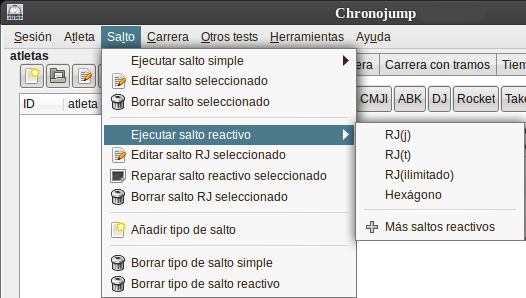 Chronojump
Sesión Atleta Salto Carrera Otros tests Herramientas Ayuda
atletas
ID atleta
Ejecutar salto simple
Editar salto seleccionado
Borrar salto seleccionado
Ejecutar salto reactivo
Editar salto RJ seleccionado
Reparar salto reactivo seleccionado
Borrar salto RJ seleccionado
Añadir tipo de salto
Borrar tipo de salto simple
Borrar tipo de salto reactivo
Carrera con tramos
CMJl ABK DJ Rocket
RJ(j)
RJ(t)
RJ(ilimitado)
Hexágono
Más saltos reactivos